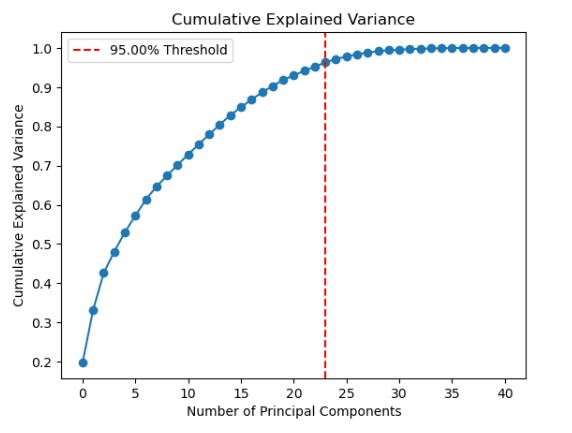 Cumulative Explained Variance
95.00% Threshold
Cumulative Explained Variance
1.0
0.9
0.8
0.7
0.6
0.5
0.4
0.3
0.2
0 5 10 15 20 25 30 35 40
Number of Principal Components